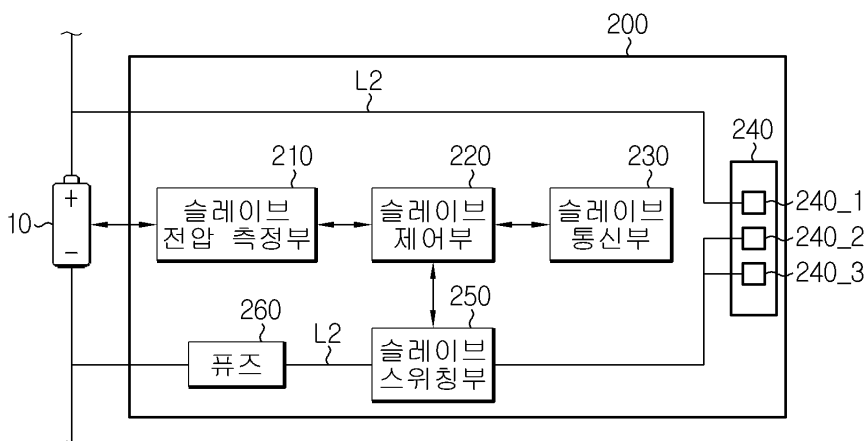 200
L2
240
210
220
230
+
슬레이브
전압 측정부
슬레이브
제어부
슬레이브
통신부
240_1
10
240_2
−
240_3
260
L2
250
퓨즈
슬레이브
스위칭부